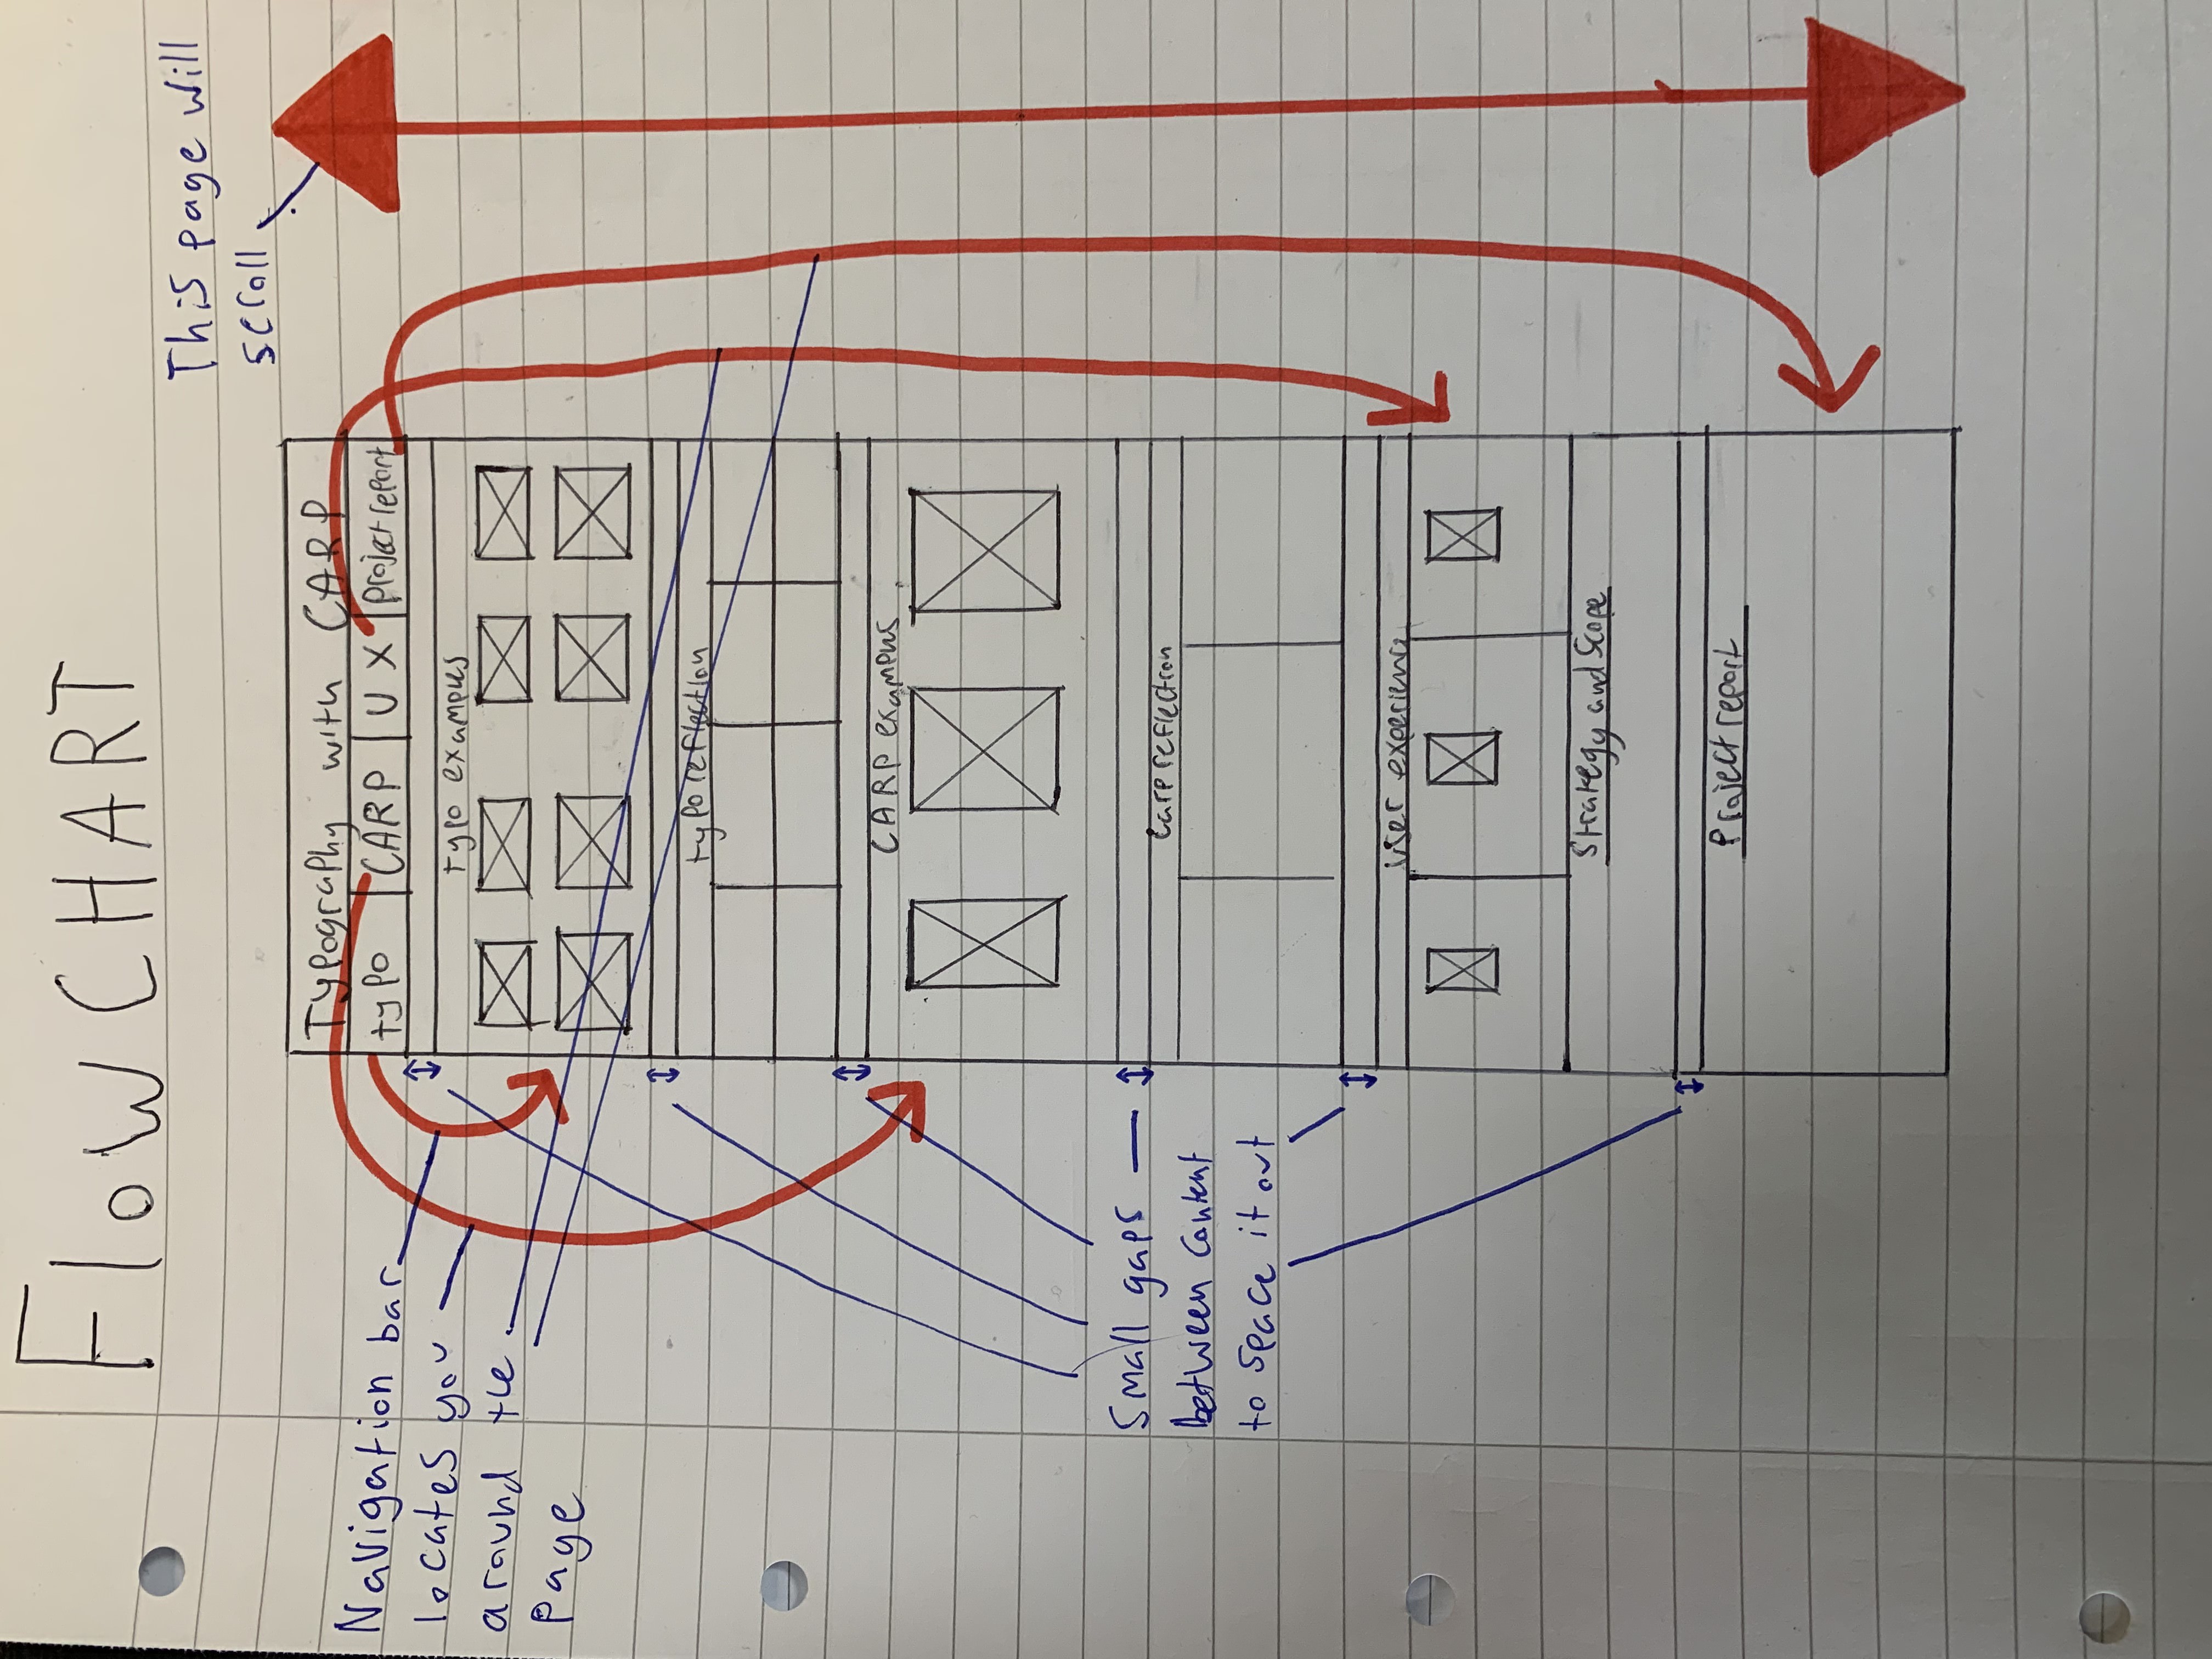 FlowCHART
This page will
scroll
Typography with CARP
typo CARP UX Project report
Navigation bar
locates you
around the
Page
typo examples
typo reflection
CARP examples
Small gaps
between content
to space it out
Carp reflection
User experience
Strategy and Scope
Project report